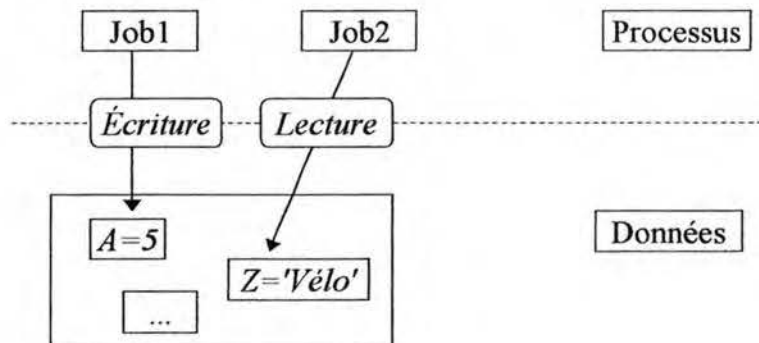 Job1 Job2 Processus
Écriture Lecture
A=5 Données
Z='Vélo'
...